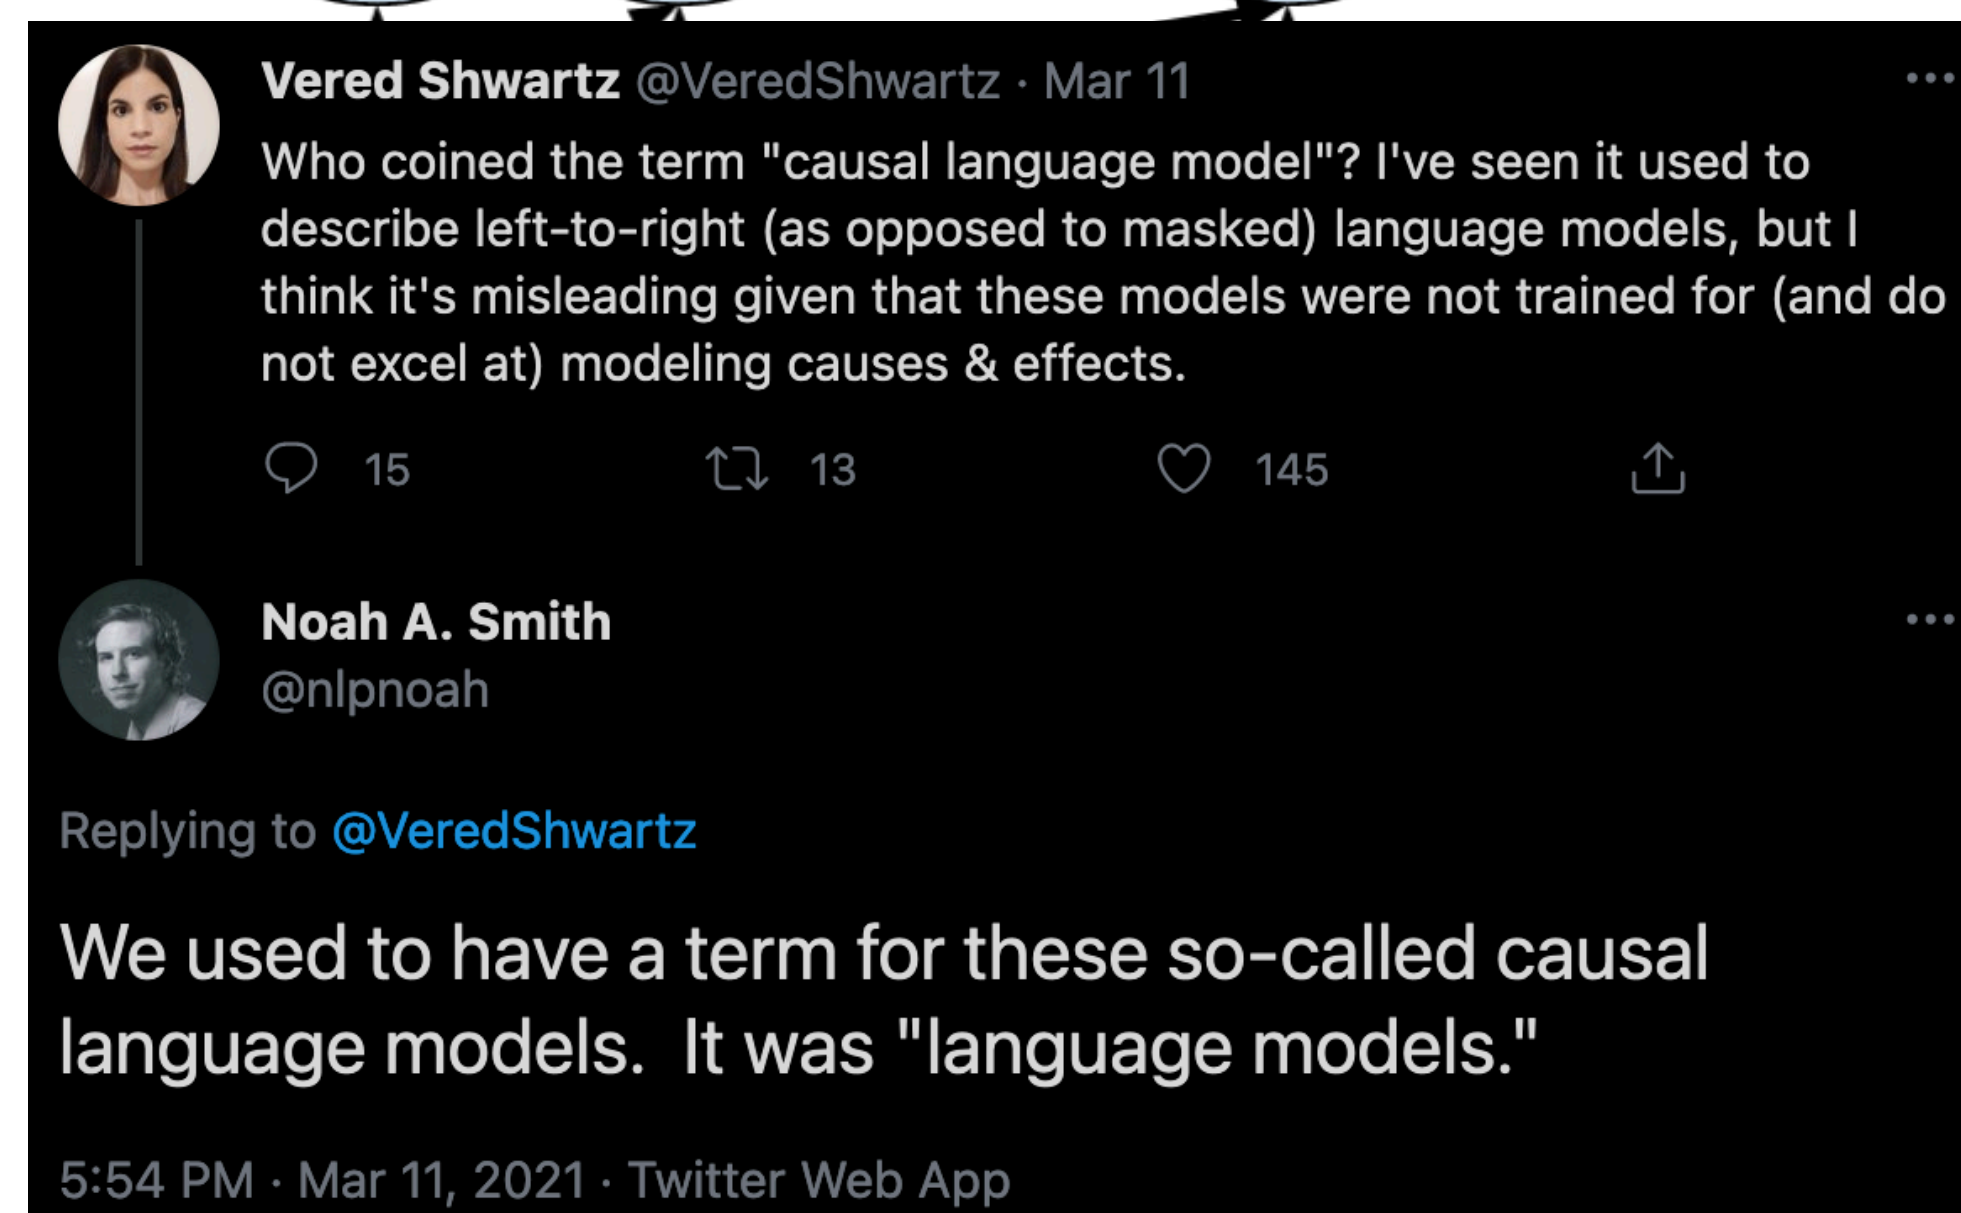 Vered Shwartz @VeredShwartz · Mar 11
Who coined the term "causal language model"? I've seen it used to
describe left-to-right (as opposed to masked) language models, but I
think it's misleading given that these models were not trained for (and do
not excel at) modeling causes & effects.
15 13 145
Noah A. Smith
@nlpnoah
Replying to @VeredShwartz
We used to have a term for these so-called causal
language models.  It was "language models."
5:54 PM · Mar 11, 2021 · Twitter Web App